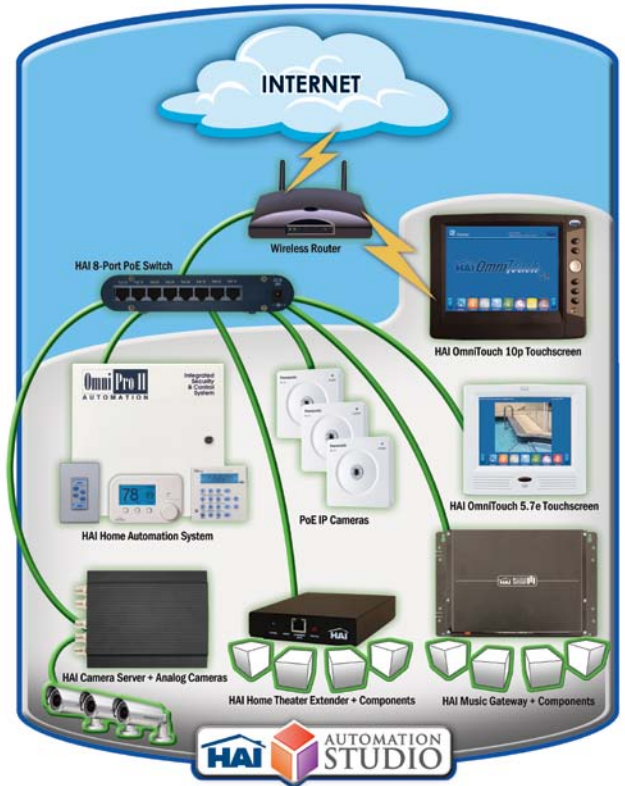 INTERNET
Wireless Router
HAI 8-Port PoE Switch
HAI OmniTouch
HAI OmniTouch 10p Touchscreen
Omni Pro II
AUTOMATION
Integrated
Security
& Control
System
78
HAI Home Automation System
PoE IP Cameras
HAI OmniTouch 5.7e Touchscreen
HAI Camera Server + Analog Cameras
HAI
HAI Home Theater Extender + Components
HAI
HAI Music Gateway + Components
HAI
AUTOMATION
STUDIO